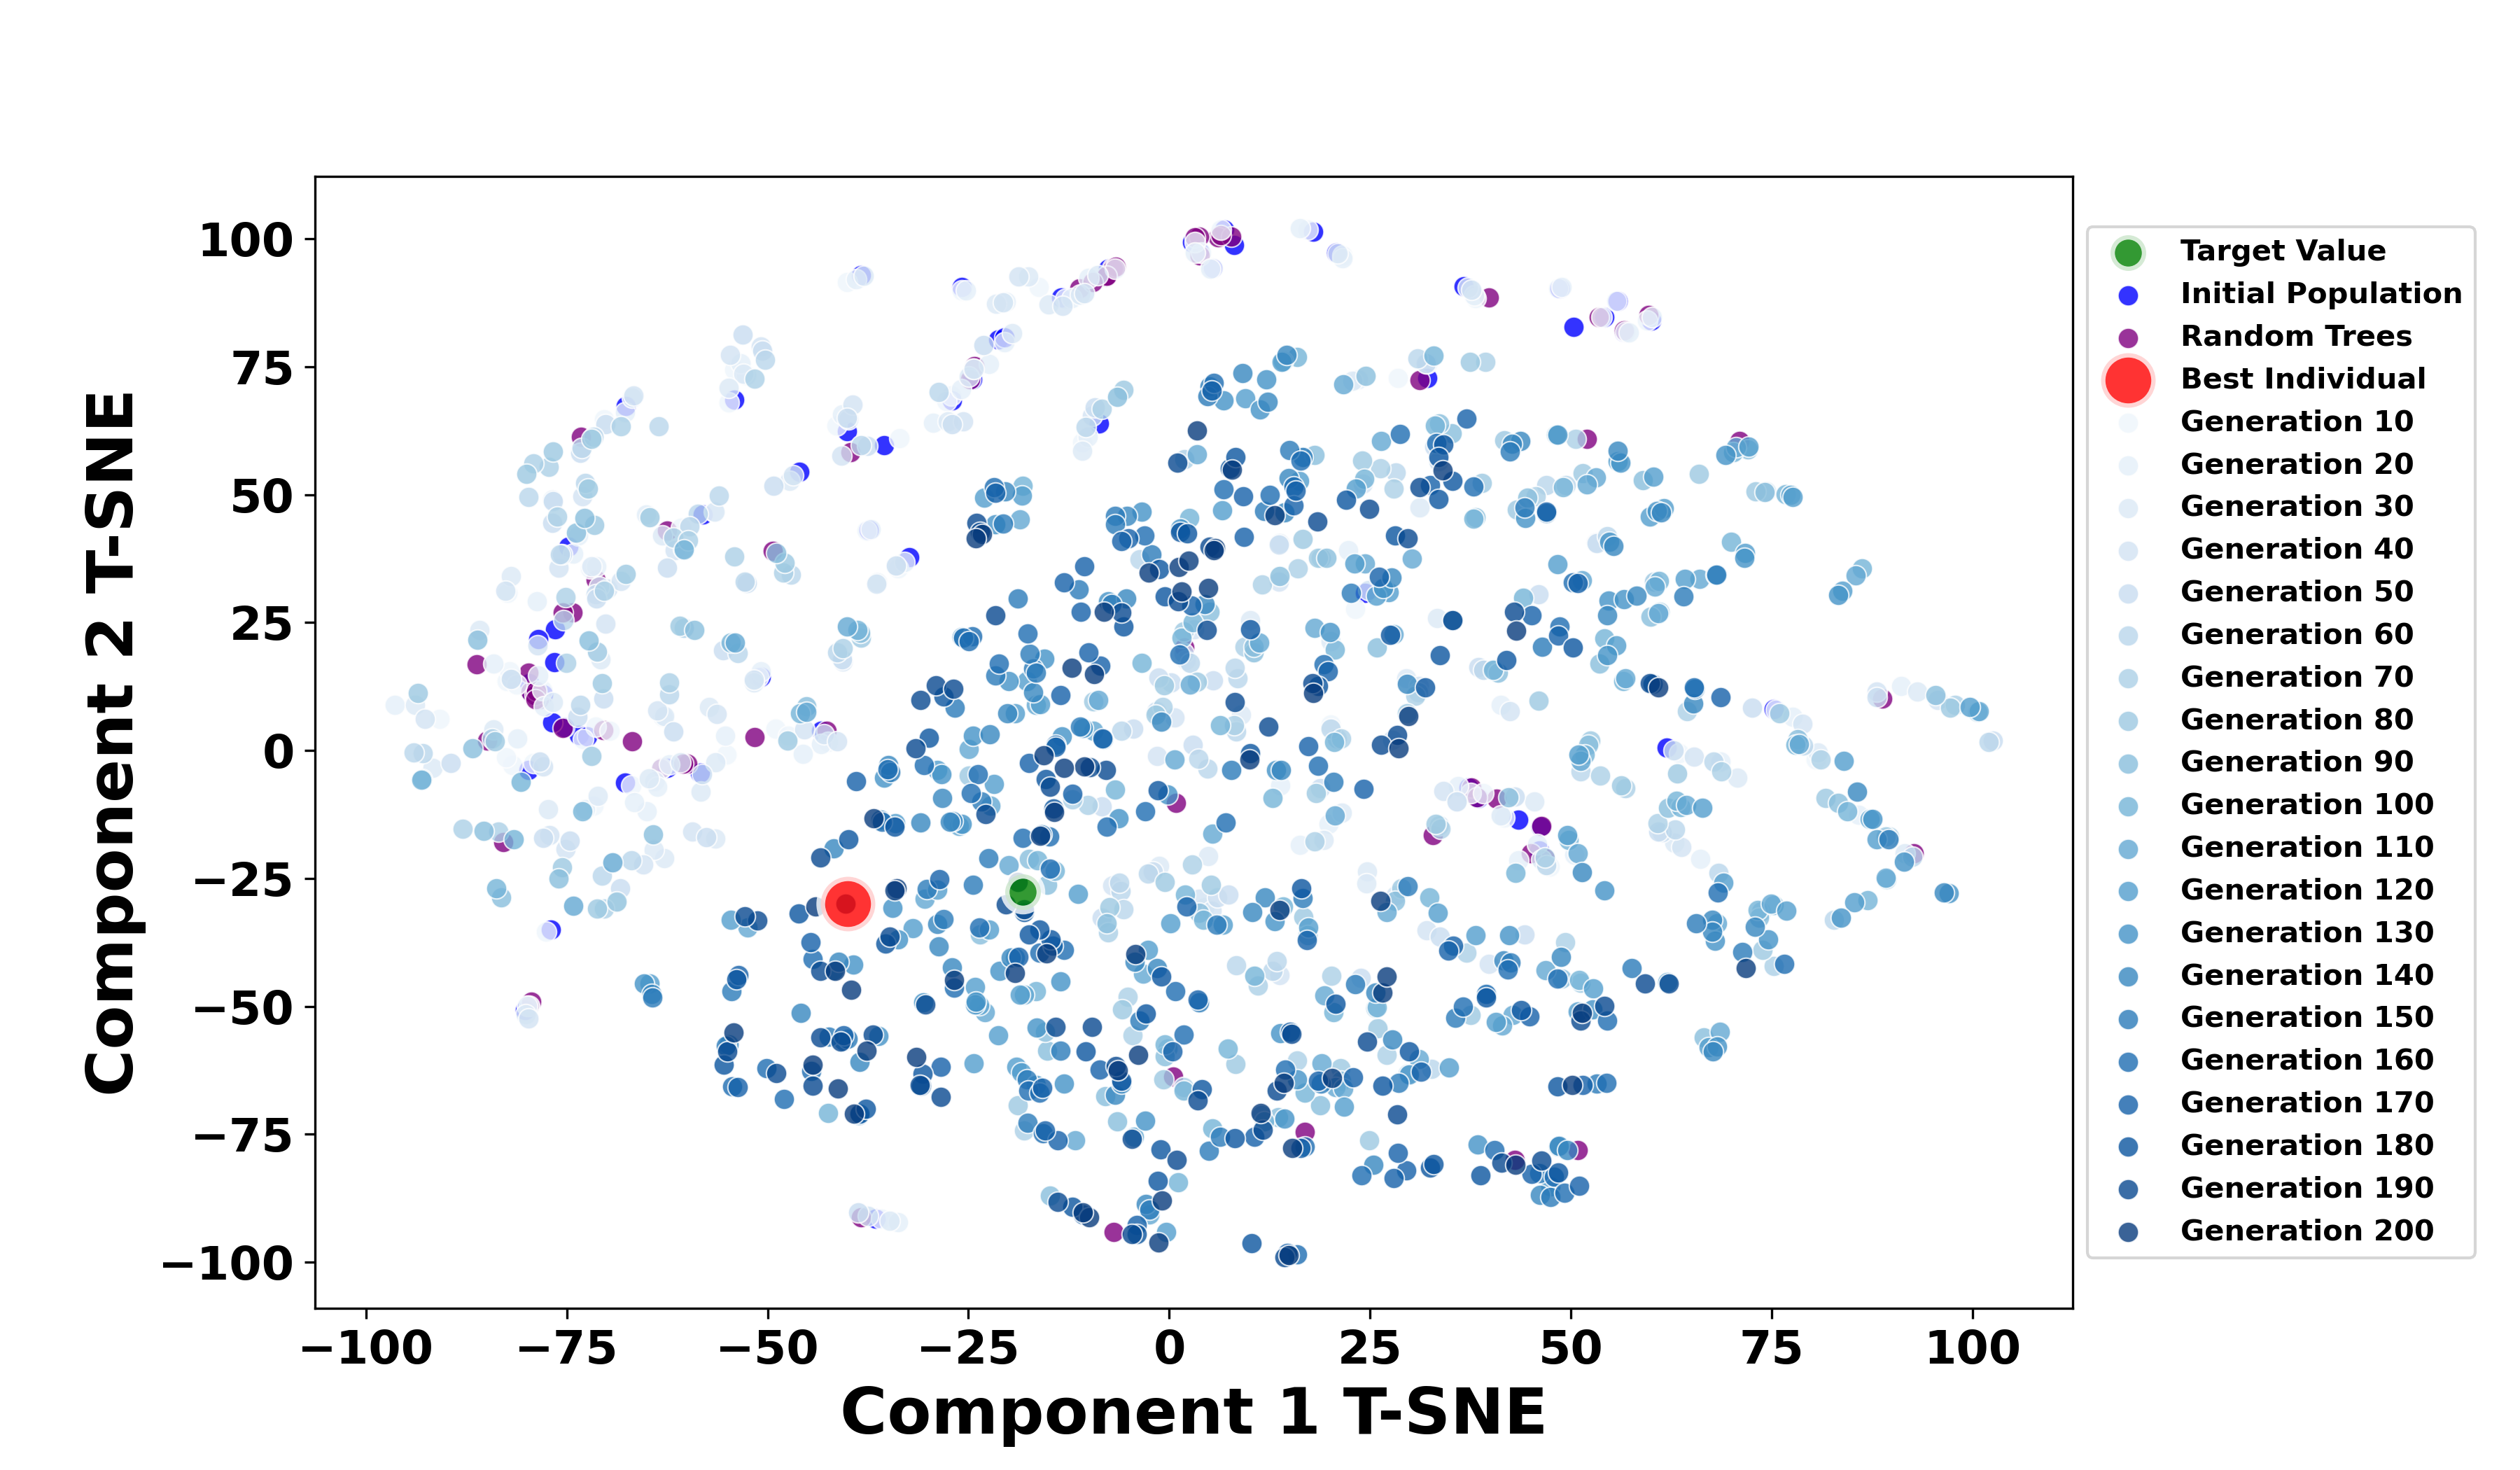 Component 2 T-SNE
100
75
50
25
0
−25
−50
−75
−100
−100
−75
−50
−25
0
25
50
75
100
Component 1 T-SNE
Target Value
Initial Population
Random Trees
Best Individual
Generation 10
Generation 20
Generation 30
Generation 40
Generation 50
Generation 60
Generation 70
Generation 80
Generation 90
Generation 100
Generation 110
Generation 120
Generation 130
Generation 140
Generation 150
Generation 160
Generation 170
Generation 180
Generation 190
Generation 200